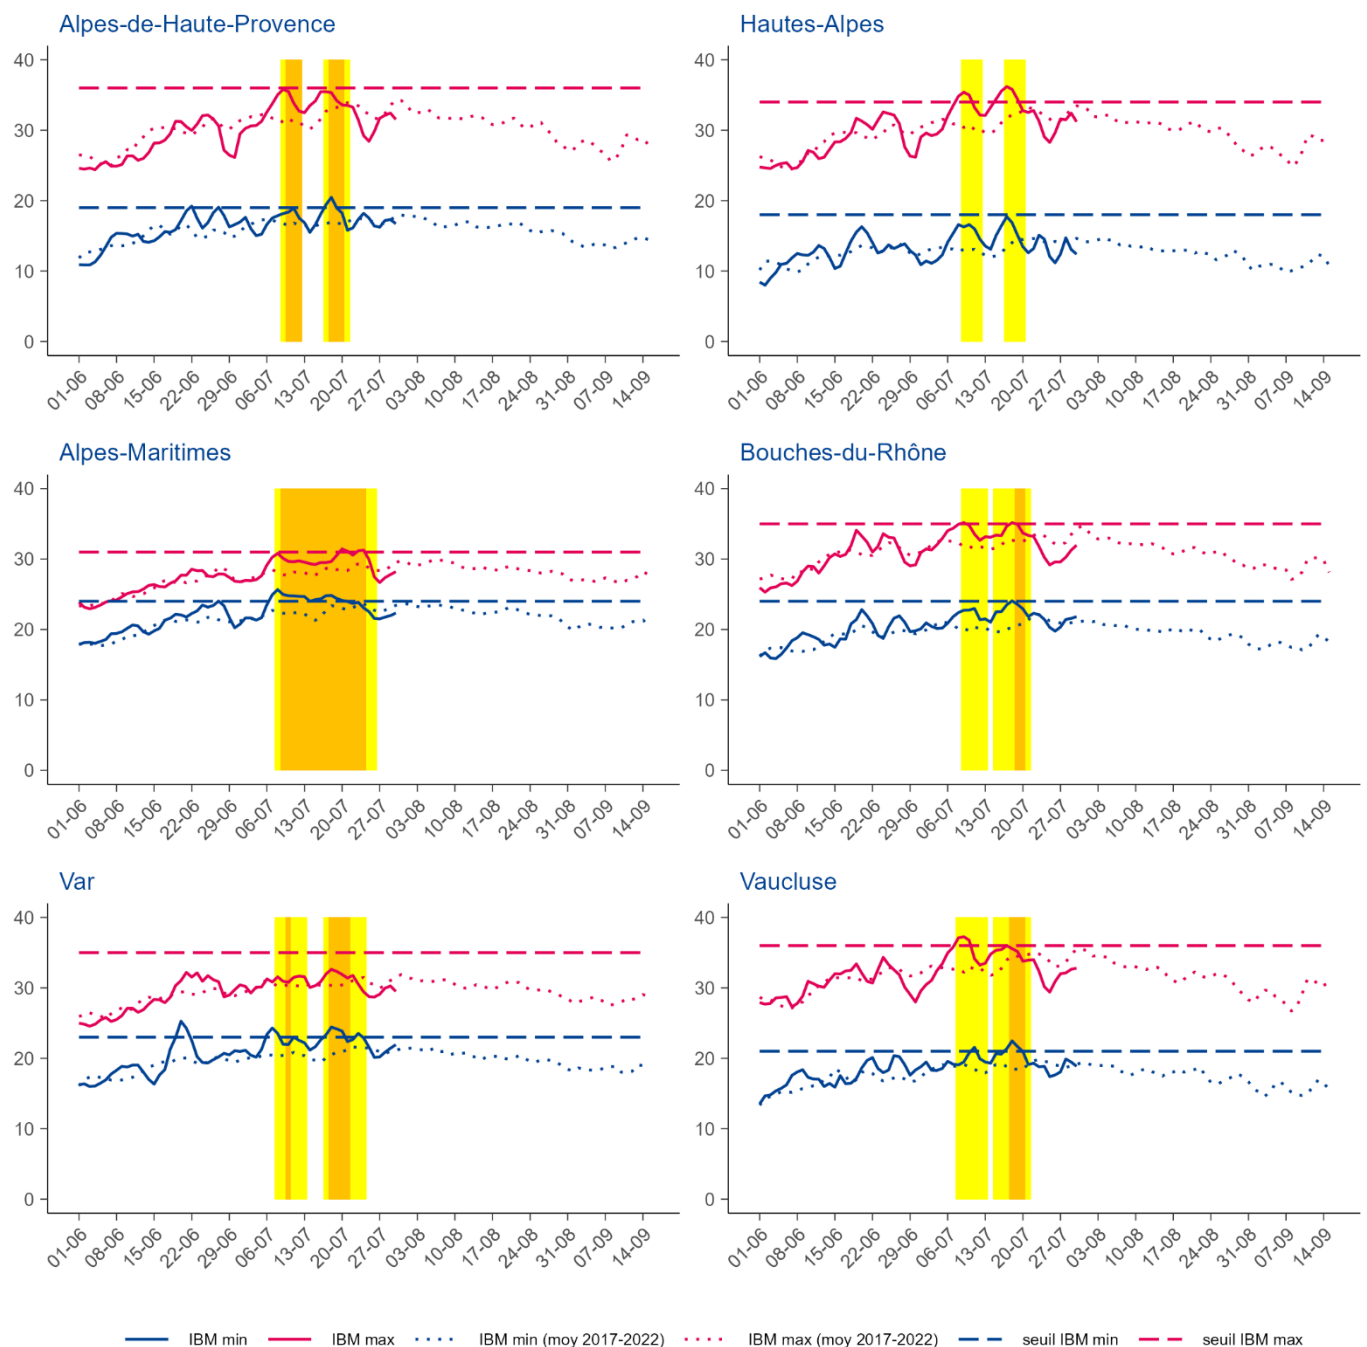 Alpes-de-Haute-Provence
40
30
20
10
0
01-06 08-06 15-06 22-06 29-06 06-07 13-07 20-07 27-07 03-08 10-08 17-08 24-08 31-08 07-09 14-09
Hautes-Alpes
40
30
20
10
0
01-06 08-06 15-06 22-06 29-06 06-07 13-07 20-07 27-07 03-08 10-08 17-08 24-08 31-08 07-09 14-09
Alpes-Maritimes
40
30
20
10
0
01-06 08-06 15-06 22-06 29-06 06-07 13-07 20-07 27-07 03-08 10-08 17-08 24-08 31-08 07-09 14-09
Bouches-du-Rhône
40
30
20
10
0
01-06 08-06 15-06 22-06 29-06 06-07 13-07 20-07 27-07 03-08 10-08 17-08 24-08 31-08 07-09 14-09
Var
40
30
20
10
0
01-06 08-06 15-06 22-06 29-06 06-07 13-07 20-07 27-07 03-08 10-08 17-08 24-08 31-08 07-09 14-09
Vaucluse
40
30
20
10
0
01-06 08-06 15-06 22-06 29-06 06-07 13-07 20-07 27-07 03-08 10-08 17-08 24-08 31-08 07-09 14-09
IBM min IBM max IBM min (moy 2017-2022) IBM max (moy 2017-2022) seuil IBM min seuil IBM max